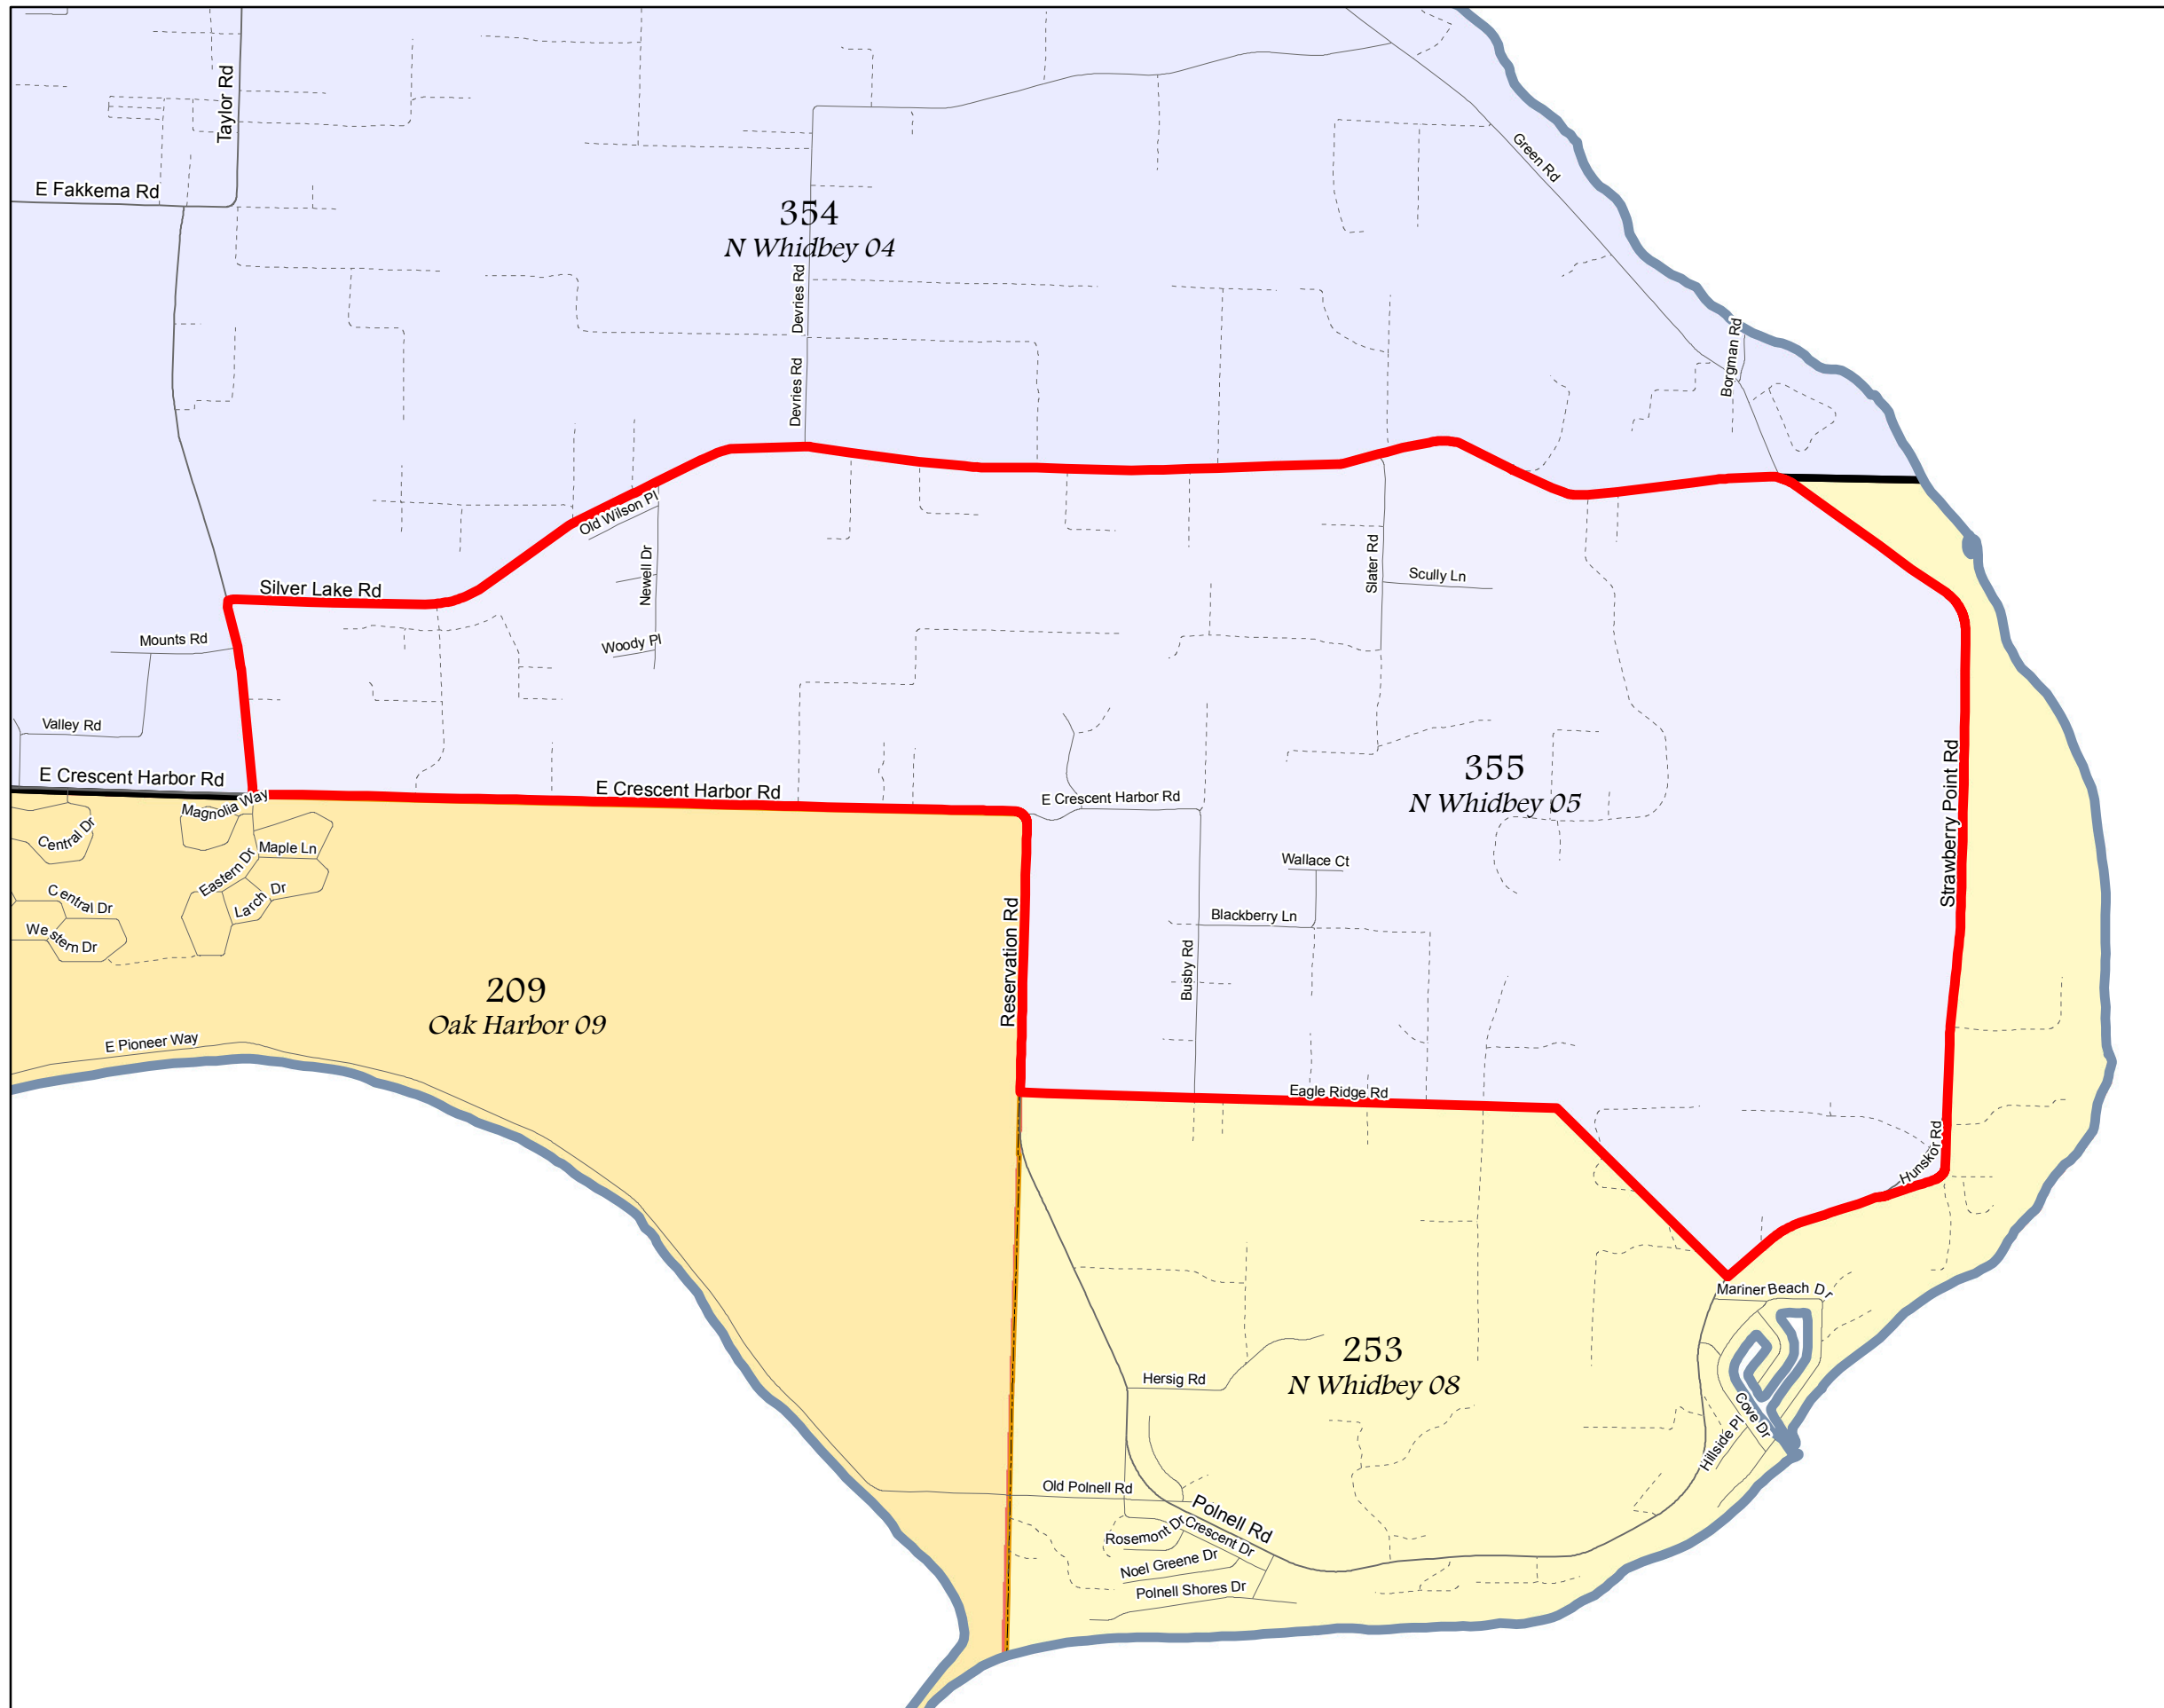 Taylor Rd
E Fakkema Rd
Green Rd
354
N Whidbey 04
Devries Rd
Devries Rd
Borgman Rd
Old Wilson Pl
Newell Dr
Slater Rd
Scully Ln
Silver Lake Rd
Mounts Rd
Woody Pl
Valley Rd
E Crescent Harbor Rd
E Crescent Harbor Rd
E Crescent Harbor Rd
355
N Whidbey 05
Strawberry Point Rd
Magnolia Way
Central Dr
Maple Ln
Eastern Dr
Larch Dr
Central Dr
Western Dr
Wallace Ct
Blackberry Ln
Reservation Rd
Busby Rd
209
Oak Harbor 09
E Pioneer Way
Eagle Ridge Rd
Hunskor Rd
Mariner Beach Dr
253
N Whidbey 08
Hersig Rd
Cove Dr
Hillside Pl
Old Polnell Rd
Polnell Rd
Rosemont Dr
Crescent Dr
Noel Greene Dr
Polnell Shores Dr